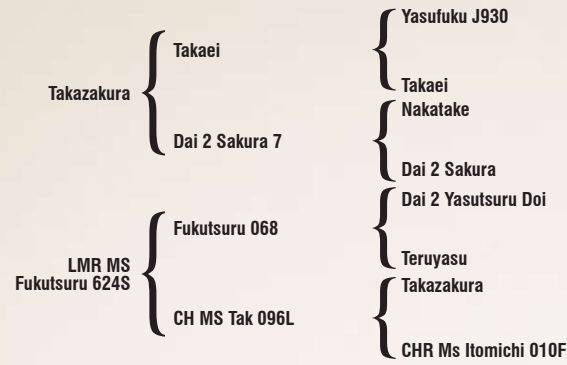 Yasufuku J930
Takaei
Takaei
Takazakura
Nakatake
Dai 2 Sakura 7
Dai 2 Sakura
Dai 2 Yasutsuru Doi
Fukutsuru 068
Teruyasu
LMR MS
Fukutsuru 624S
Takazakura
CH MS Tak 096L
CHR Ms Itomichi 010F